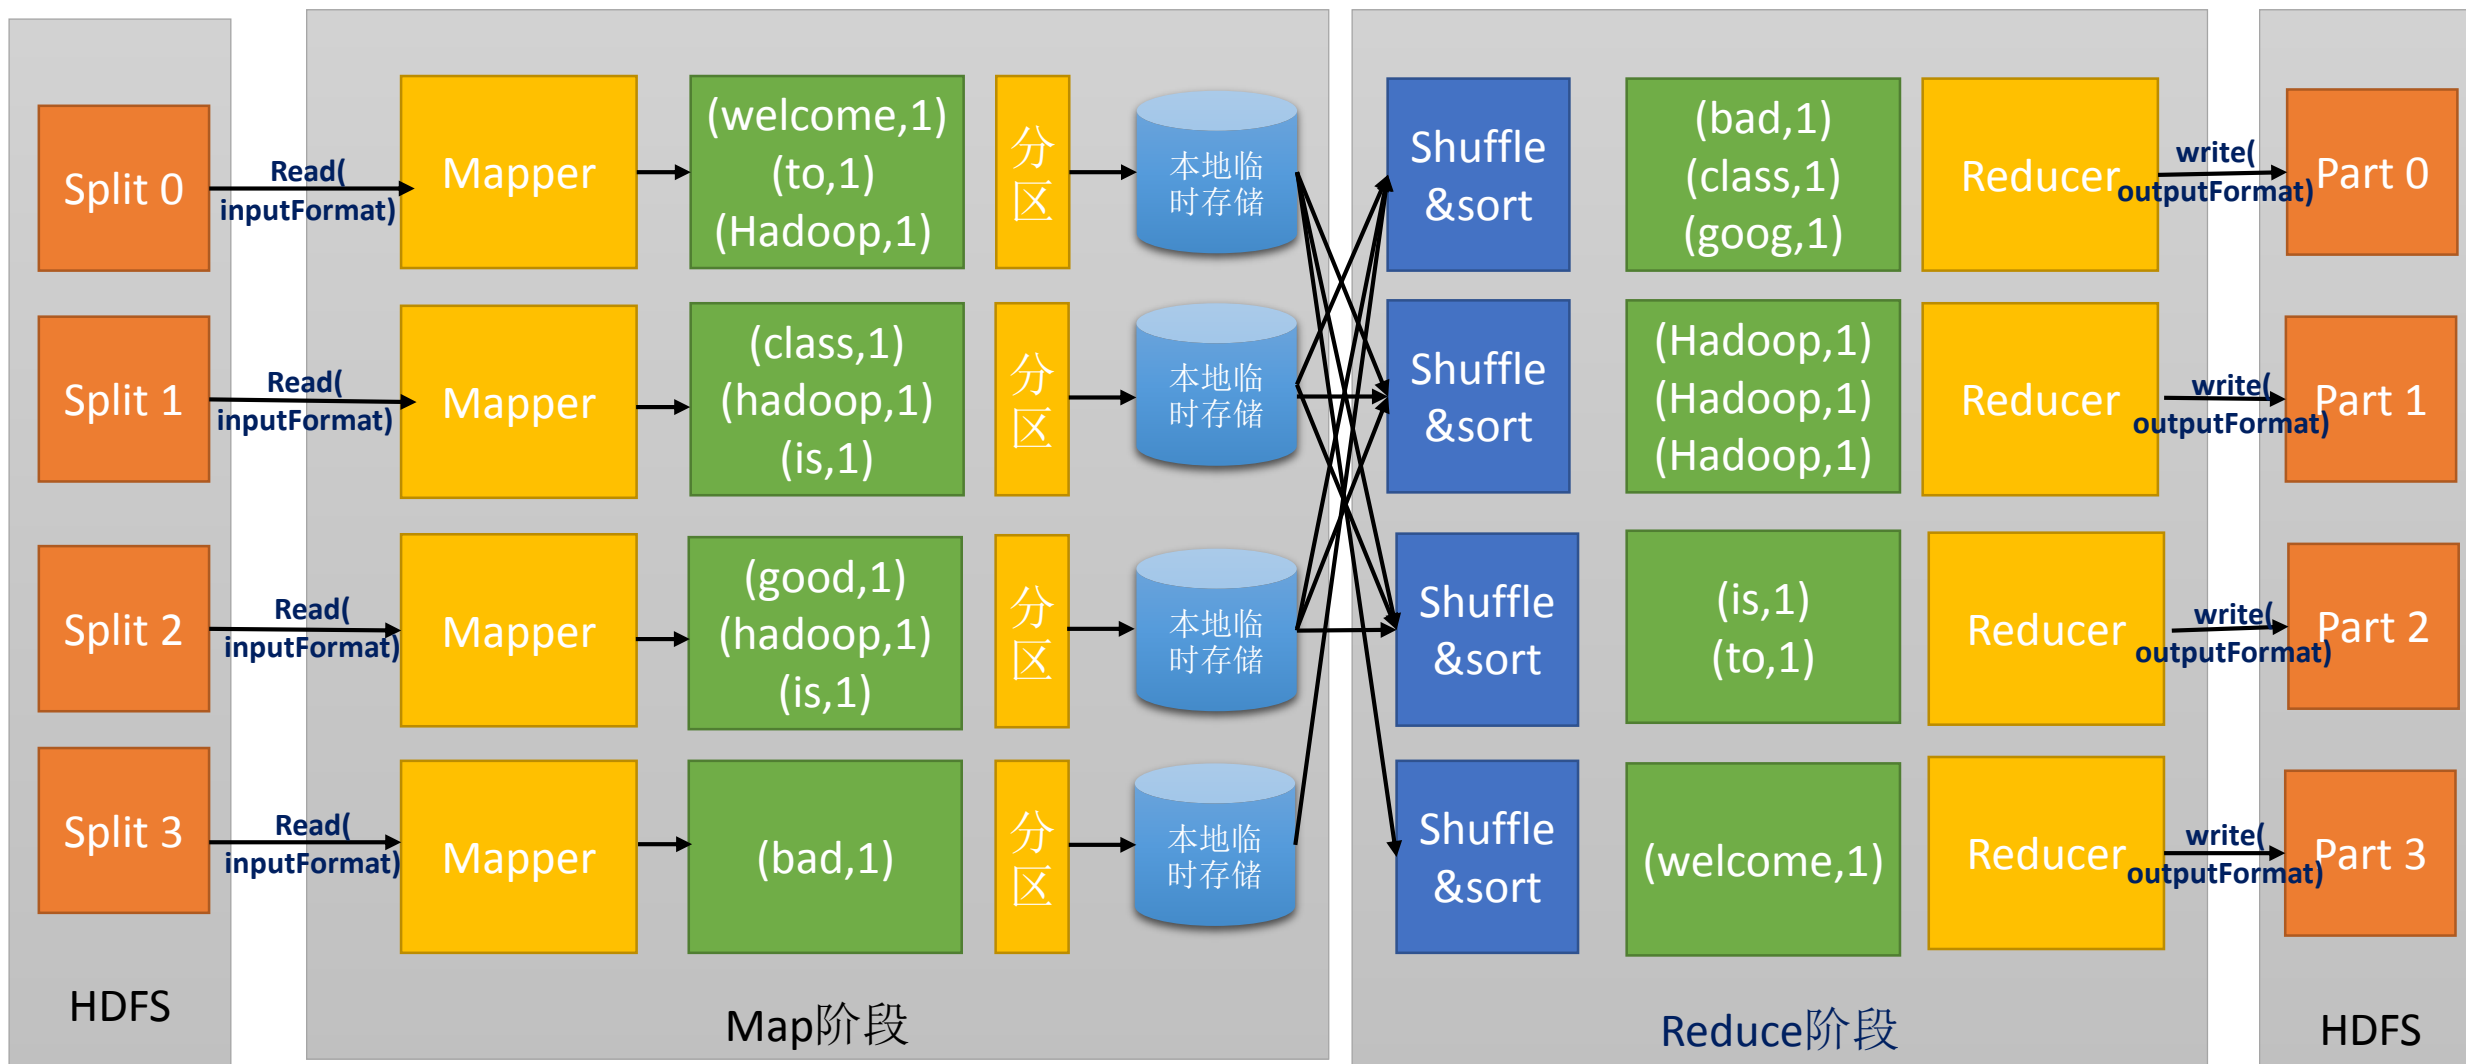 Split 0
Read(
inputFormat)
Mapper
(welcome,1)
(to,1)
(Hadoop,1)
分
区
本地临
时存储
Shuffle
&sort
(bad,1)
(class,1)
(goog,1)
Reducer
write(
outputFormat)
Part 0
Split 1
Read(
inputFormat)
Mapper
(class,1)
(hadoop,1)
(is,1)
分
区
本地临
时存储
Shuffle
&sort
(Hadoop,1)
(Hadoop,1)
(Hadoop,1)
Reducer
write(
outputFormat)
Part 1
Split 2
Read(
inputFormat)
Mapper
(good,1)
(hadoop,1)
(is,1)
分
区
本地临
时存储
Shuffle
&sort
(is,1)
(to,1)
Reducer
write(
outputFormat)
Part 2
Split 3
Read(
inputFormat)
Mapper
(bad,1)
分
区
本地临
时存储
Shuffle
&sort
(welcome,1)
Reducer
write(
outputFormat)
Part 3
HDFS
Map阶段
Reduce阶段
HDFS